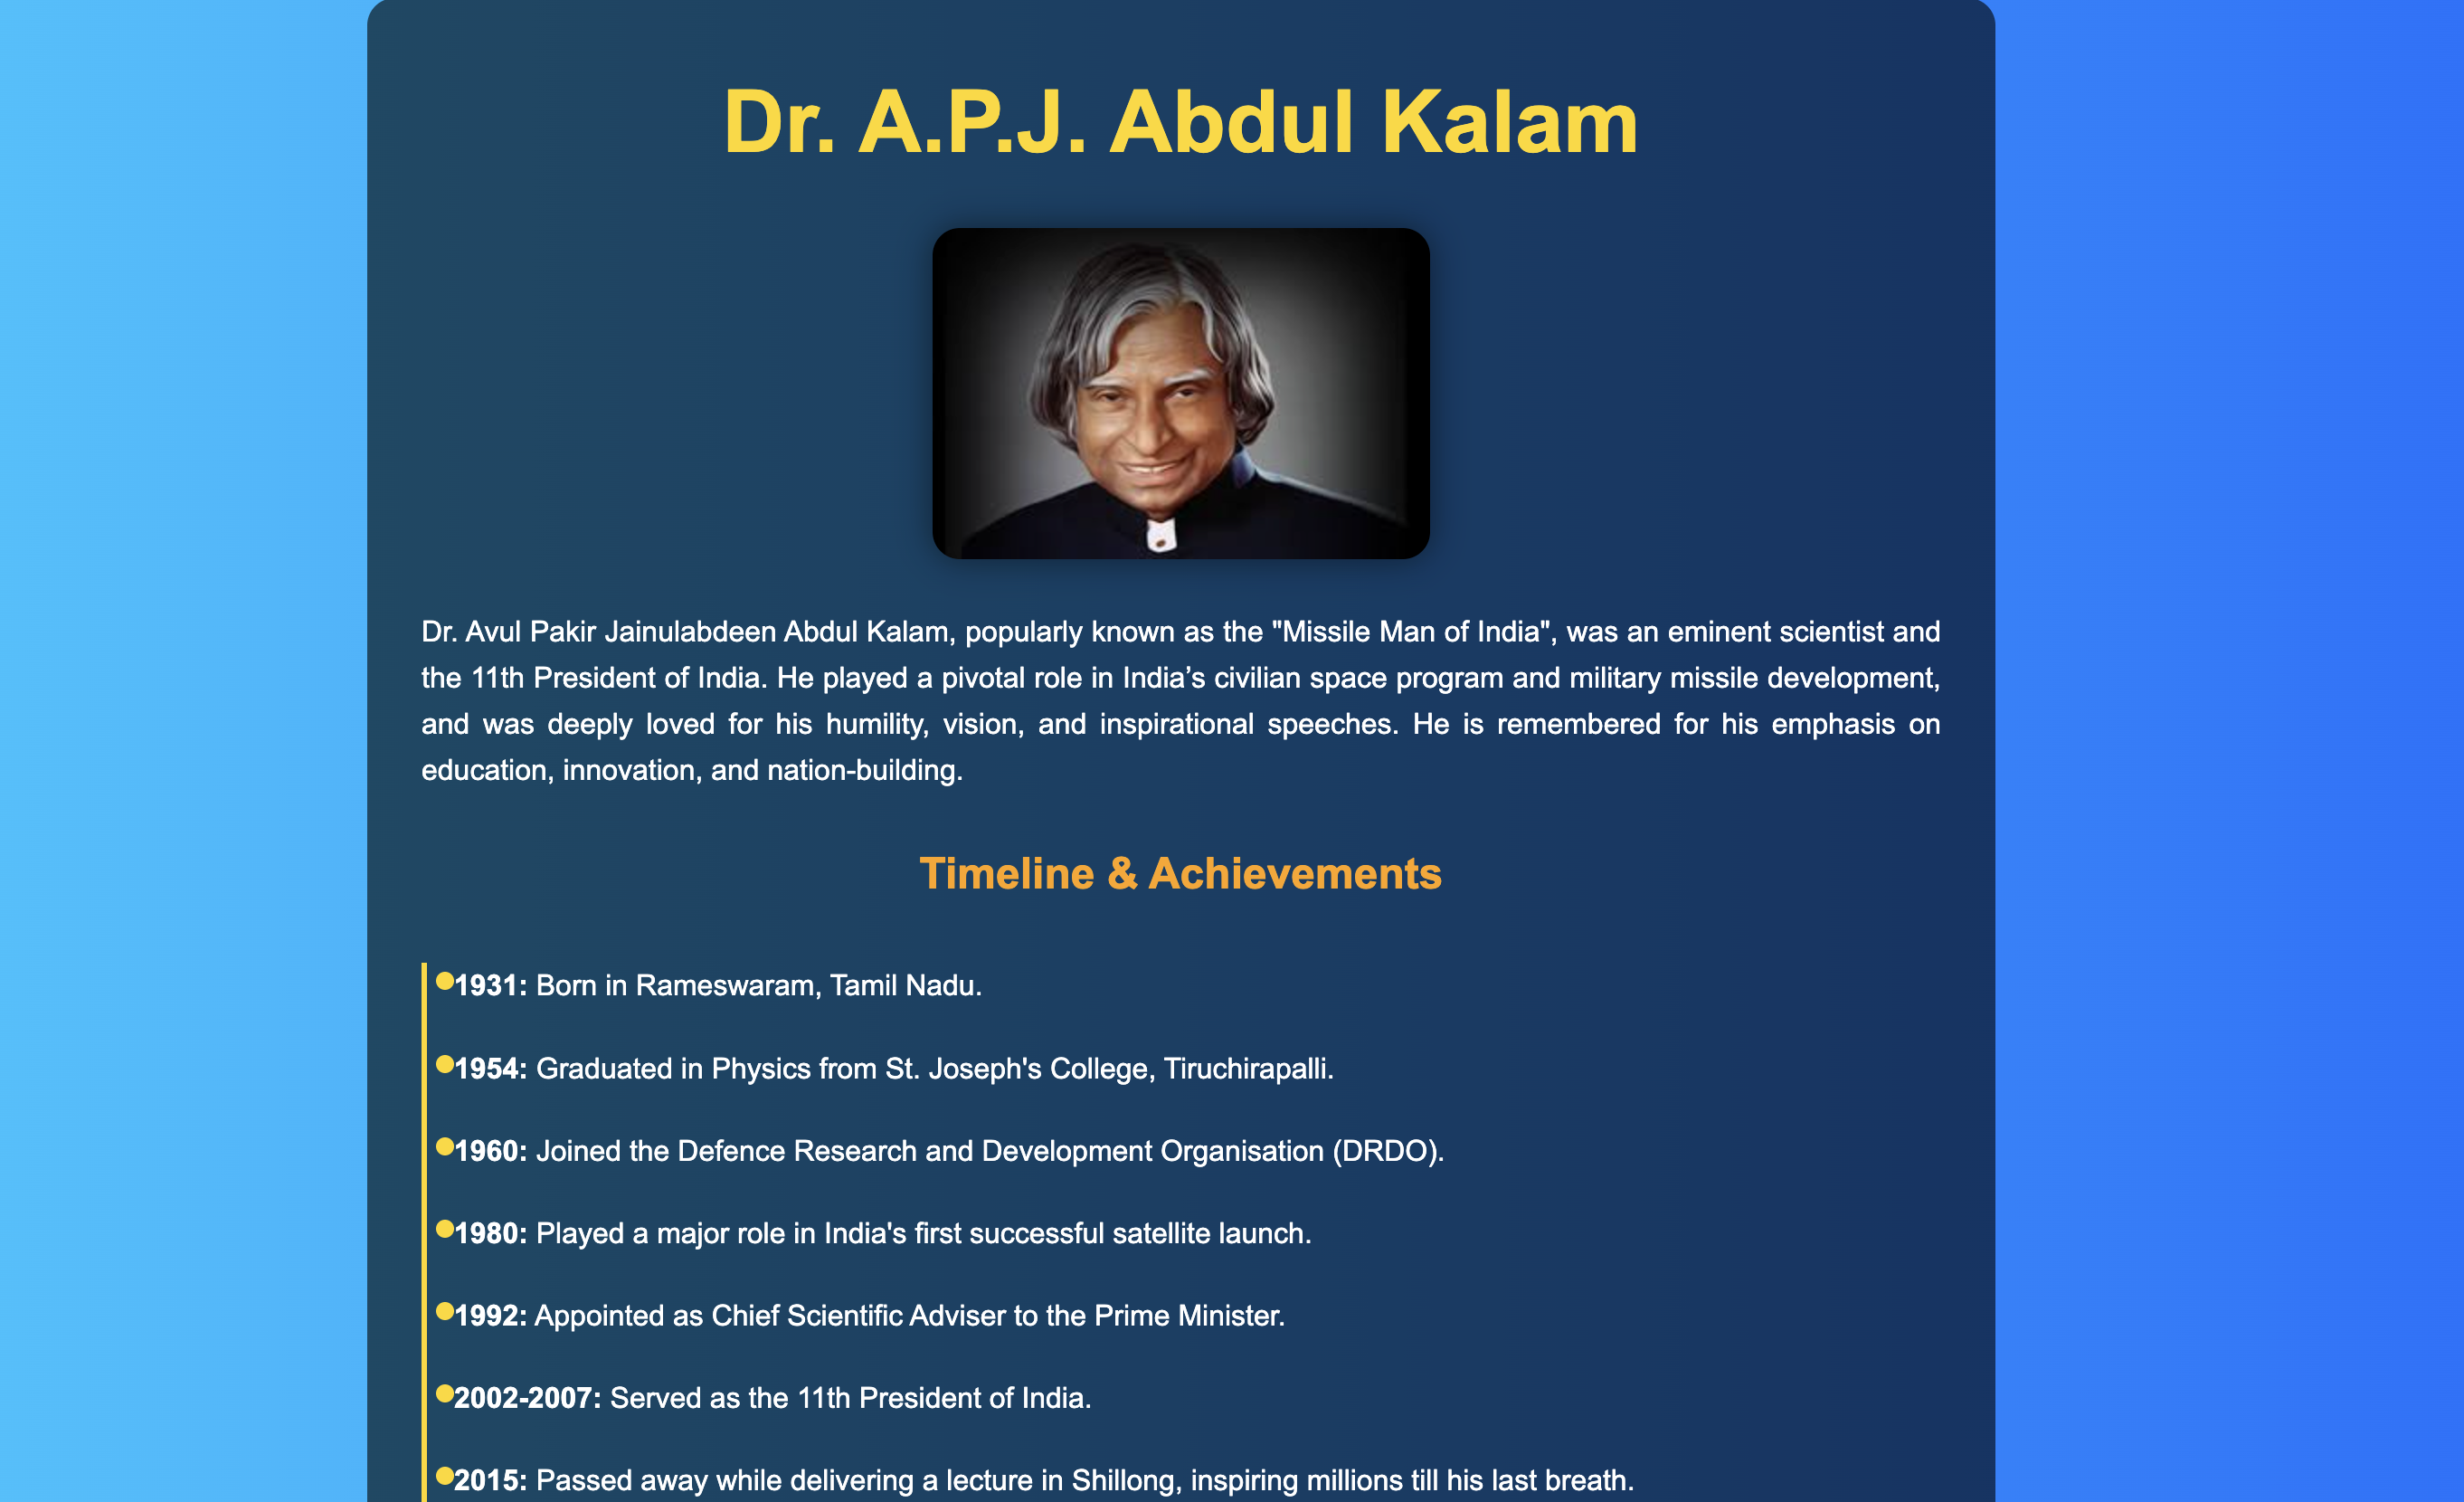 Dr. A.P.J. Abdul Kalam
Dr. Avul Pakir Jainulabdeen Abdul Kalam, popularly known as the "Missile Man of India", was an eminent scientist and
the 11th President of India. He played a pivotal role in India’s civilian space program and military missile development,
and was deeply loved for his humility, vision, and inspirational speeches. He is remembered for his emphasis on
education, innovation, and nation-building.
Timeline & Achievements
1931: Born in Rameswaram, Tamil Nadu.
1954: Graduated in Physics from St. Joseph's College, Tiruchirapalli.
1960: Joined the Defence Research and Development Organisation (DRDO).
1980: Played a major role in India's first successful satellite launch.
1992: Appointed as Chief Scientific Adviser to the Prime Minister.
2002-2007: Served as the 11th President of India.
2015: Passed away while delivering a lecture in Shillong, inspiring millions till his last breath.